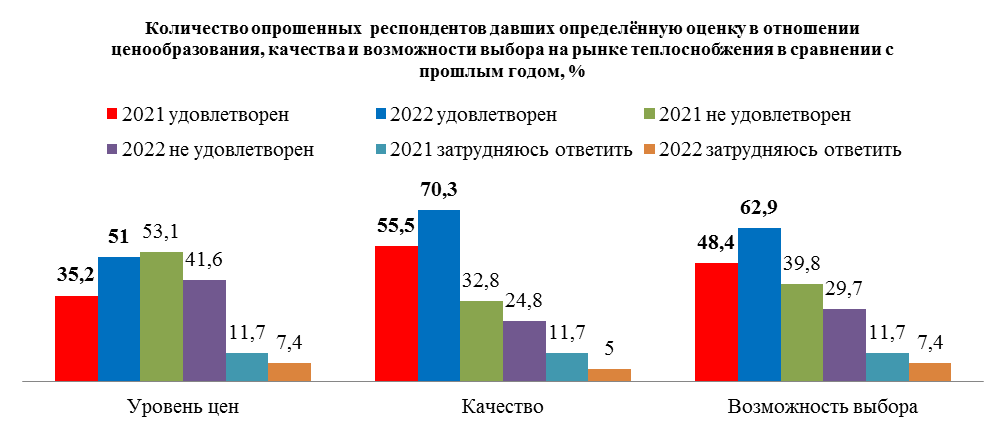 Количество опрошенных респондентов давших определённую оценку в отношении
ценообразования, качества и возможности выбора на рынке теплоснобжения в сравнении с
прошлым годом, %
2021 удовлетворен 2022 удовлетворен 2021 не удовлетворен
2022 не удовлетворен 2021 затрудняюсь ответить 2022 затрудняюсь ответить
35,2 51 53,1 41,6 11,7 7,4
55,5 70,3 32,8 24,8 11,7 5
48,4 62,9 39,8 29,7 11,7 7,4
Уровень цен Качество Возможность выбора